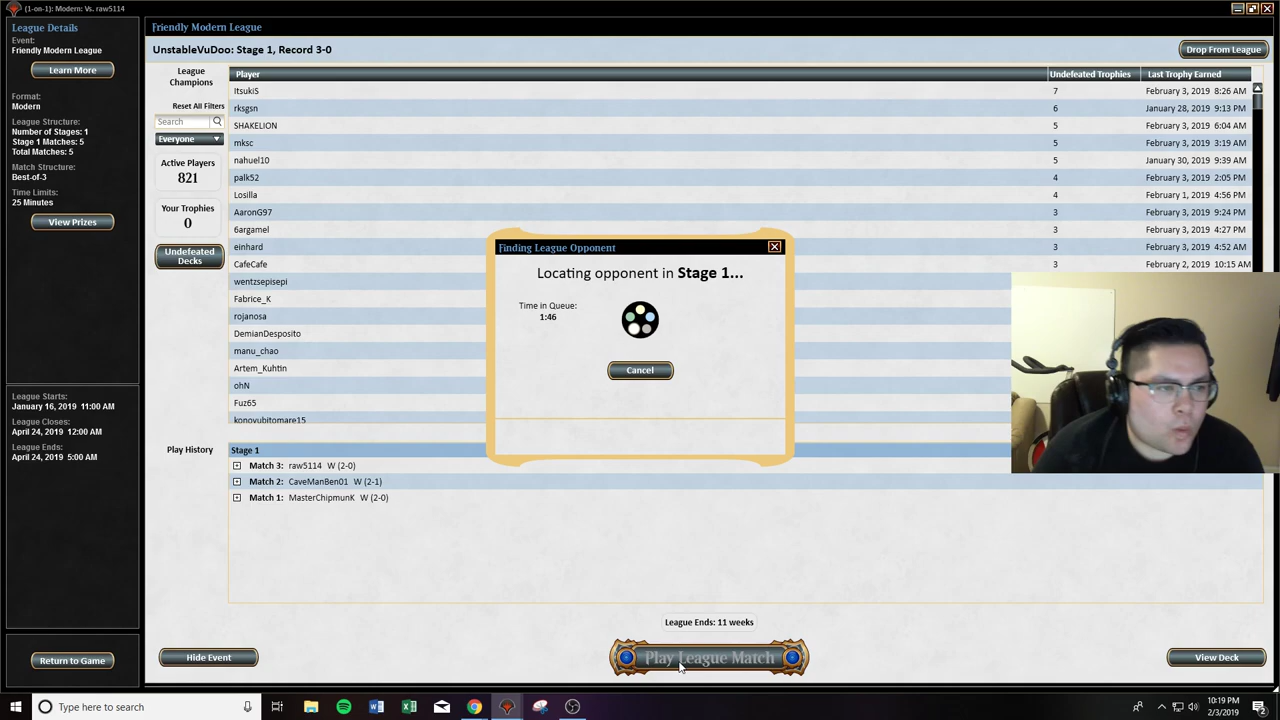 (1-on-1): Modern: Vs. raw5114
League Details
Event:
Friendly Modern League
Learn More
Format:
Modern
League Structure:
Number of Stages: 1
Stage 1 Matches: 5
Total Matches: 5
Match Structure:
Best-of-3
Time Limits:
25 Minutes
View Prizes
League Starts:
January 16, 2019 11:00 AM
League Closes:
April 24, 2019 12:00 AM
League Ends:
April 24, 2019 5:00 AM
Return to Game
Friendly Modern League
UnstableVuDoo: Stage 1, Record 3-0
Drop From League
League
Champions
Reset All Filters
Search
Everyone
Active Players
821
Your Trophies
0
Undefeated
Decks
Player Undefeated Trophies Last Trophy Earned
ItsukiS 7 February 3, 2019 8:26 AM
rksgsn 6 January 28, 2019 9:13 PM
SHAKELION 5 February 3, 2019 6:04 AM
mksc 5 February 3, 2019 3:19 AM
nahuel10 5 January 30, 2019 9:39 AM
palk52 4 February 3, 2019 2:05 PM
Losilla 4 February 1, 2019 4:56 PM
AaronG97 3 February 3, 2019 9:24 PM
6argamel 3 February 3, 2019 4:27 PM
einhard 3 February 3, 2019 4:52 AM
CafeCafe 3 February 2, 2019 10:15 AM
wentzsepisepi
Fabrice_K
rojanosa
DemianDesposito
manu_chao
Artem_Kuhtin
ohN
Fuz65
konovubitomare15
Finding League Opponent
Locating opponent in Stage 1...
Time in Queue:
1:46
Cancel
Play History
Stage 1
Match 3: raw5114 W (2-0)
Match 2: CaveManBen01 W (2-1)
Match 1: MasterChipmunK W (2-0)
League Ends: 11 weeks
Hide Event
Play League Match
View Deck
Type here to search
10:19 PM
2/3/2019
2